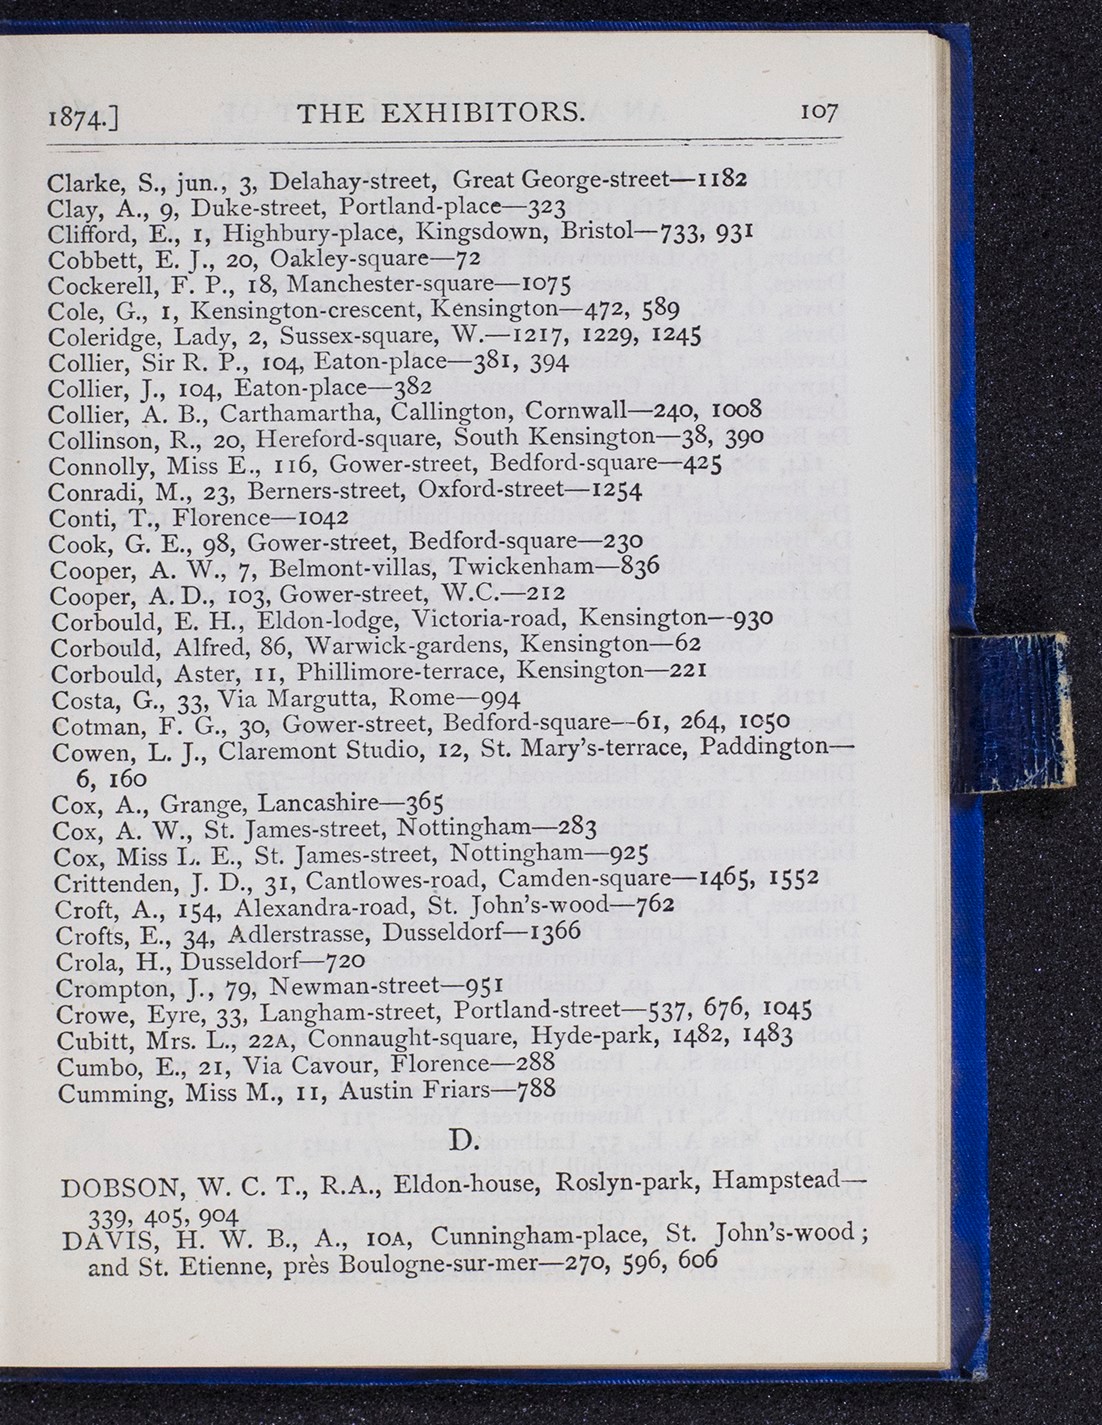 1874.] THE EXHIBITORS. 107
Clarke, S., jun., 3, Delahay-street, Great George-street—1182
Clay, A., 9, Duke-street, Portland-place—323
Clifford, E., 1, Highbury-place, Kingsdown, Bristol—733, 931
Cobbett, E. J., 20, Oakley-square—72
Cockerell, F. P., 18, Manchester-square—1075
Cole, G., 1, Kensington-crescent, Kensington—472, 589
Coleridge, Lady, 2, Sussex-square, W.—1217, 1229, 1245
Collier, Sir R. P., 104, Eaton-place—381, 394
Collier, J., 104, Eaton-place—382
Collier, A. B., Carthamartha, Callington, Cornwall—240, 1008
Collinson, R., 20, Hereford-square, South Kensington—38, 390
Connolly, Miss E., 116, Gower-street, Bedford-square—425
Conradi, M., 23, Berners-street, Oxford-street—1254
Conti, T., Florence—1042
Cook, G. E., 98, Gower-street, Bedford-square—230
Cooper, A. W., 7, Belmont-villas, Twickenham—836
Cooper, A. D., 103, Gower-street, W.C.—212
Corbould, E. H., Eldon-lodge, Victoria-road, Kensington—930
Corbould, Alfred, 86, Warwick-gardens, Kensington—62
Corbould, Aster, 11, Phillimore-terrace, Kensington—221
Costa, G., 33, Via Margutta, Rome—994
Cotman, F. G., 30, Gower-street, Bedford-square—61, 264, 1050
Cowen, L. J., Claremont Studio, 12, St. Mary's-terrace, Paddington—
6, 160
Cox, A., Grange, Lancashire—365
Cox, A. W., St. James-street, Nottingham—283
Cox, Miss L. E., St. James-street, Nottingham—925
Crittenden, J. D., 31, Cantlowes-road, Camden-square—1465, 1552
Croft, A., 154, Alexandra-road, St. John's-wood—762
Crofts, E., 34, Adlerstrasse, Dusseldorf—1366
Crola, H., Dusseldorf—720
Crompton, J., 79, Newman-street—951
Crowe, Eyre, 33, Langham-street, Portland-street—537, 676, 1045
Cubitt, Mrs. L., 22A, Connaught-square, Hyde-park, 1482, 1483
Cumbo, E., 21, Via Cavour, Florence—288
Cumming, Miss M., 11, Austin Friars—788
D.
DOBSON, W. C. T., R.A., Eldon-house, Roslyn-park, Hampstead—
339, 405, 904
DAVIS, H. W. B., A., 10A, Cunningham-place, St. John's-wood;
and St. Etienne, près Boulogne-sur-mer—270, 596, 606